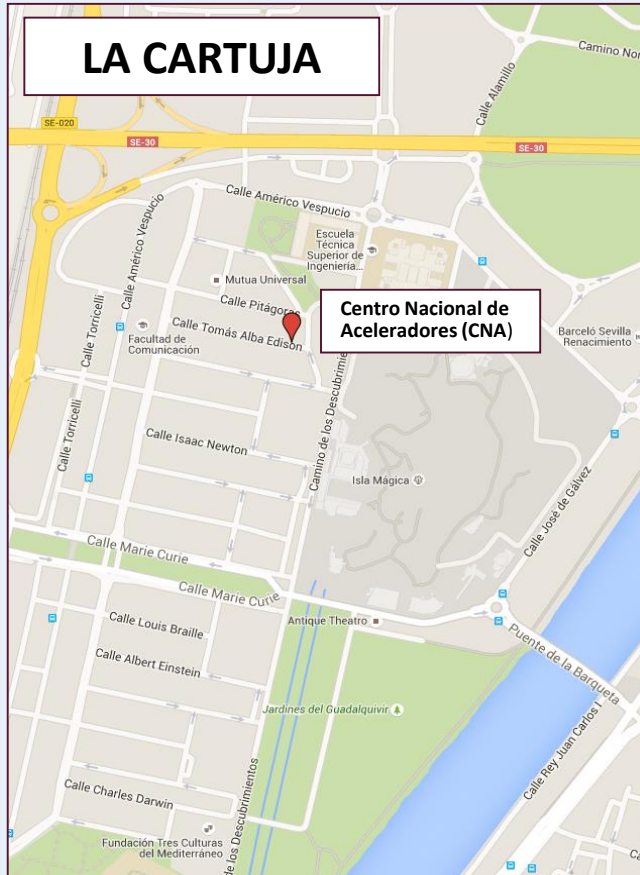 LA CARTUJA
Camino Nor
Calle Alamillo
SE-020
SE-30
SE-30
Calle Américo Vespucio
Calle Américo Vespucio
Escuela
Técnica
Superior de
Ingeniería...
Mutua Universal
Calle Pitágoras
Calle Tomás Alba Edison
Centro Nacional de
Aceleradores (CNA)
Facultad de
Comunicación
Barceló Sevilla
Renacimiento
Calle Torricelli
Calle Torricelli
Camino de los Descubrimie
Calle Isaac Newton
Isla Mágica
Calle José de Gálvez
Calle Marie Curie
Calle Marie Curie
Calle Louis Braille
Antique Theatro
Puente de la Barqueta
Calle Albert Einstein
Jardines del Guadalquivir
Calle Rey Juan Carlos I
Calle Charles Darwin
de los Descubrimientos
Fundación Tres Culturas
del Mediterráneo
Ca